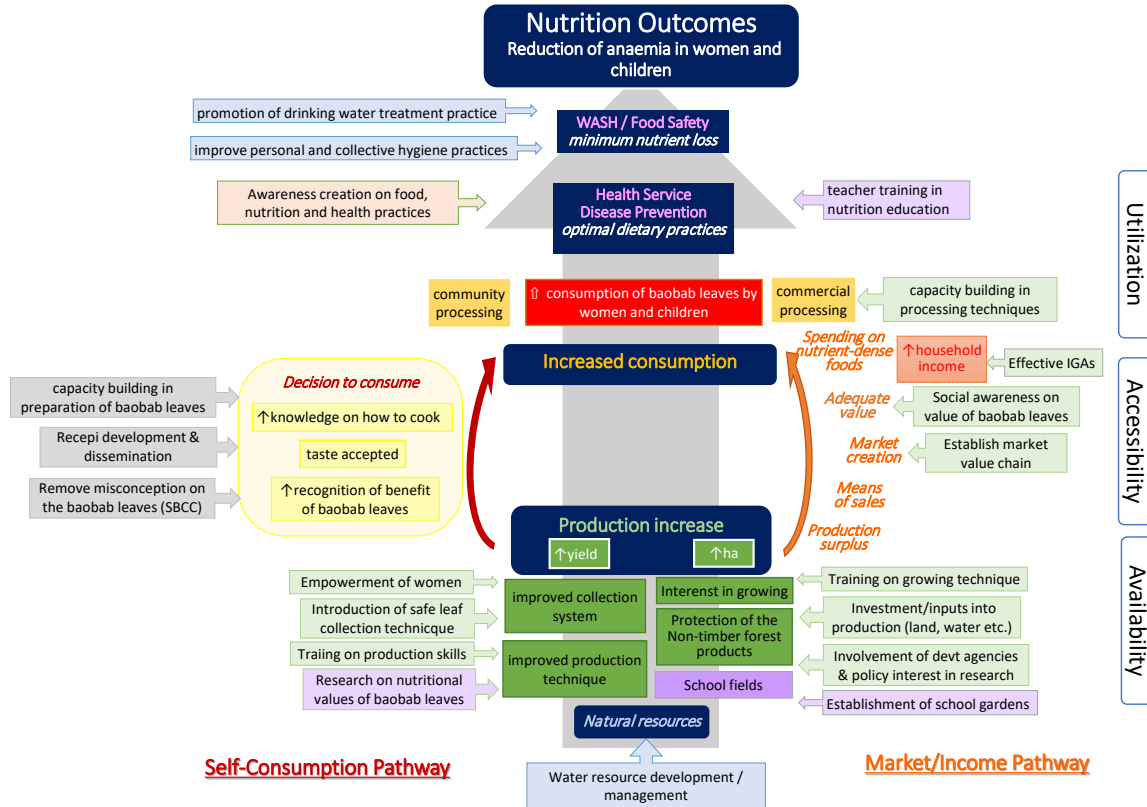 Nutrition Outcomes
Reduction of anaemia in women and
children
promotion of drinking water treatment practice
improve personal and collective hygiene practices
WASH / Food Safety
minimum nutrient loss
Awareness creation on food,
nutrition and health practices
Health Service
Disease Prevention
optimal dietary practices
teacher training in
nutrition education
Utilization
community
processing
⇧ consumption of baobab leaves by
women and children
commercial
processing
capacity building in
processing techniques
Increased consumption
Spending on
nutrient-dense
foods
↑household
income
Effective IGAs
Decision to consume
capacity building in
preparation of baobab leaves
↑knowledge on how to cook
Recepi development &
dissemination
taste accepted
Remove misconception on
the baobab leaves (SBCC)
↑recognition of benefit
of baobab leaves
Adequate
value
Social awareness on
value of baobab leaves
Market
creation
Establish market
value chain
Means
of sales
Production
surplus
Accessibility
Production increase
↑yield
↑ha
Empowerment of women
Introduction of safe leaf
collection technicque
improved collection
system
Traiing on production skills
Research on nutritional
values of baobab leaves
improved production
technique
Interest in growing
Protection of the
Non-timber forest
products
School fields
Training on growing technique
Investment/inputs into
production (land, water etc.)
Involvement of devt agencies
& policy interest in research
Establishment of school gardens
Availability
Natural resources
Self-Consumption Pathway
Water resource development /
management
Market/Income Pathway